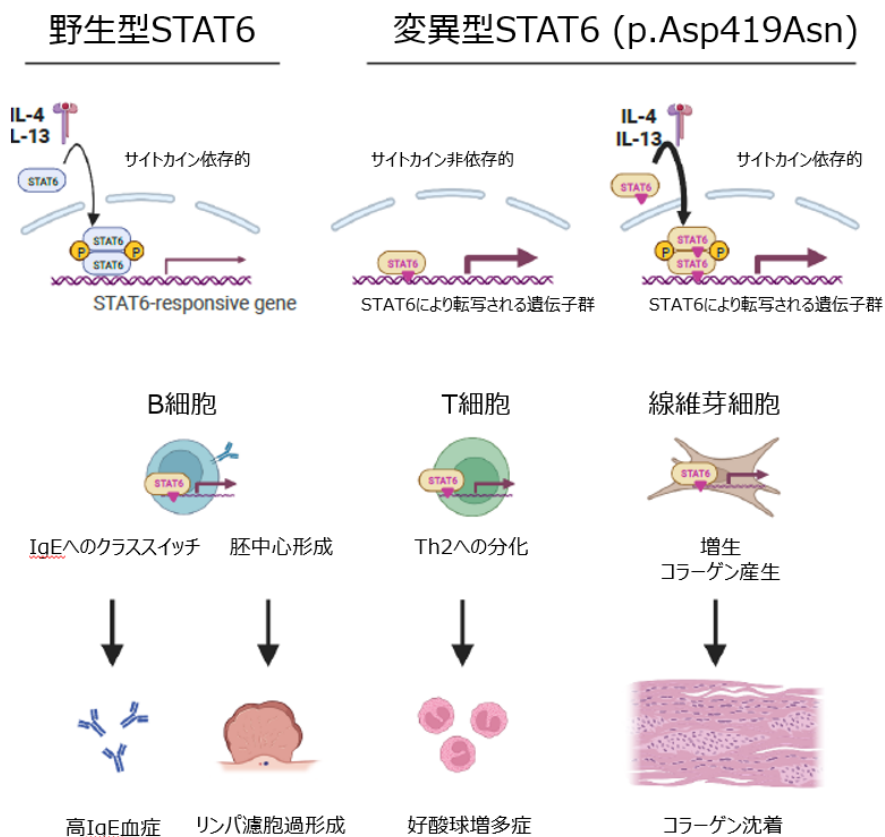 野生型STAT6
変異型STAT6 (p.Asp419Asn)
IL-4
L-13
サイトカイン依存的
STAT6
P
STAT6
P
STAT6
STAT6-responsive gene
サイトカイン非依存的
STAT6
STAT6により転写される遺伝子群
IL-4
IL-13
サイトカイン依存的
STAT6
P
STAT6
P
STAT6
STAT6により転写される遺伝子群
B細胞
T細胞
線維芽細胞
STAT6
STAT6
STAT6
IgEへのクラススイッチ
胚中心形成
Th2への分化
増生
コラーゲン産生
高IgE血症
リンパ濾胞過形成
好酸球増多症
コラーゲン沈着